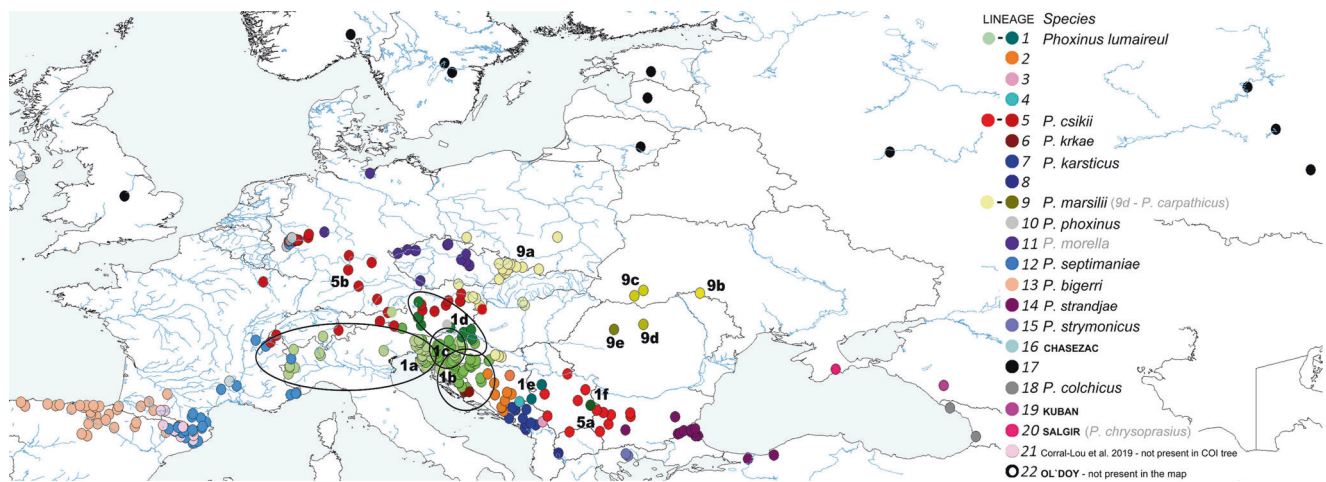 LINEAGE Species
1 Phoxinus lumaireul
2
3
4
5 P. csikii
6 P. krkae
7 P. karsticus
8
9 P. marsilii (9d - P. carpathicus)
10 P. phoxinus
11 P. morella
12 P. septimaniae
13 P. bigerri
14 P. strandjae
15 P. strymonicus
16 CHASEZAC
17
18 P. colchicus
19 KUBAN
20 SALGIR (P. chrysoprasius)
21 Corral-Lou et al. 2019 - not present in COI tree
22 OL`DOY - not present in the map
9a
5b
9c
9b
1d
9d
9e
1c
1a
1b
1e
1f
5a